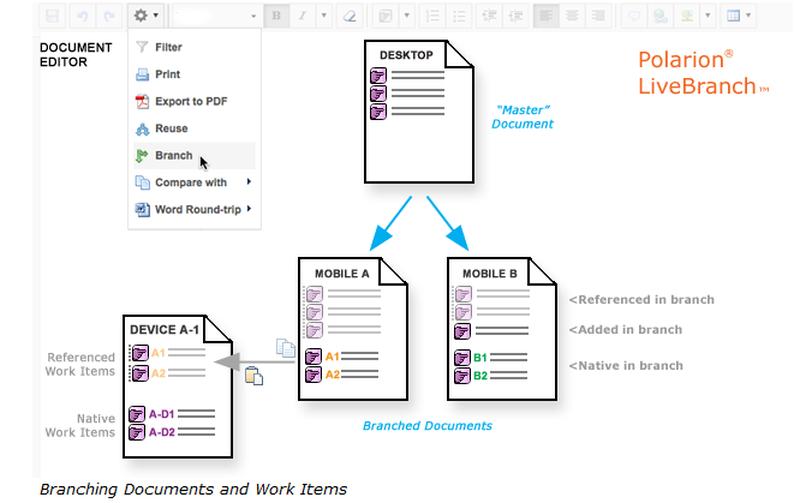 B I
DOCUMENT
EDITOR
Filter
Print
Export to PDF
Reuse
Branch
Compare with
Word Round-trip
DESKTOP
Polarion®
LiveBranch™
“Master”
Document
MOBILE A
MOBILE B
<Referenced in branch
<Added in branch
<Native in branch
A1
A2
B1
B2
DEVICE A-1
A1
A2
A-D1
A-D2
Referenced
Work Items
Native
Work Items
Branched Documents
Branching Documents and Work Items